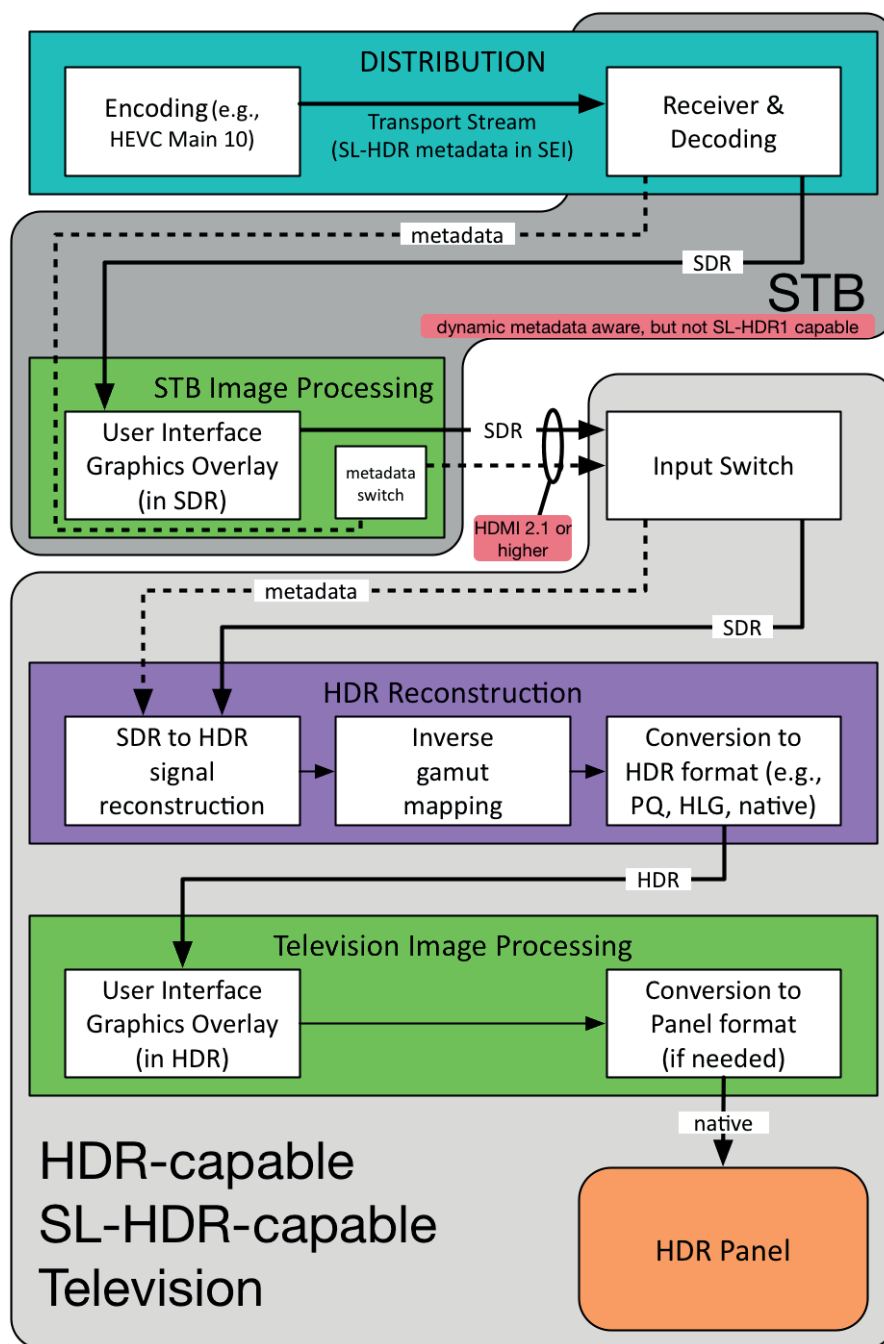 DISTRIBUTION
Encoding (e.g.,
HEVC Main 10)
Transport Stream
(SL-HDR metadata in SEI)
Receiver &
Decoding
metadata
SDR
STB
dynamic metadata aware, but not SL-HDR1 capable
STB Image Processing
User Interface
Graphics Overlay
(in SDR)
metadata
switch
SDR
HDMI 2.1 or
higher
Input Switch
metadata
SDR
HDR Reconstruction
SDR to HDR
signal
reconstruction
Inverse
gamut
mapping
Conversion to
HDR format (e.g.,
PQ, HLG, native)
HDR
Television Image Processing
User Interface
Graphics Overlay
(in HDR)
Conversion to
Panel format
(if needed)
native
HDR-capable
SL-HDR-capable
Television
HDR Panel